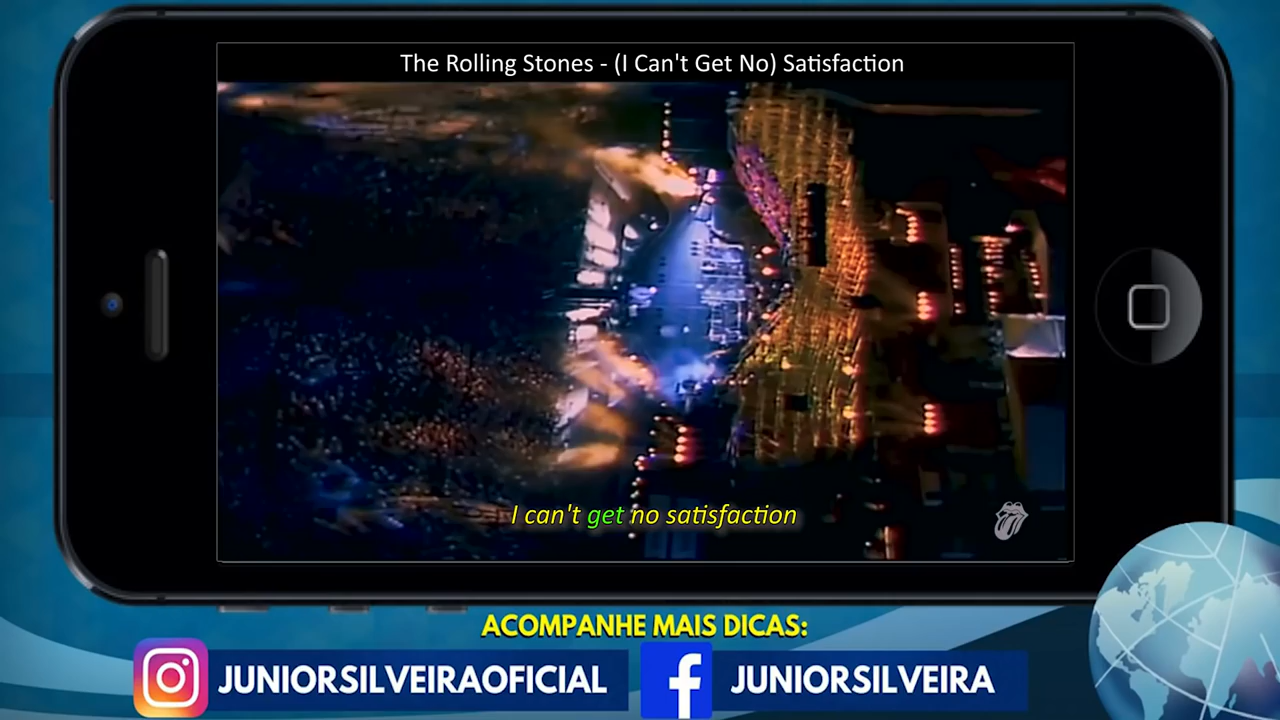 The Rolling Stones - (I Can't Get No) Satisfaction
I can't get no satisfaction
ACOMPANHE MAIS DICAS:
JUNIORSILVEIRAOFICIAL
JUNIORSILVEIRA